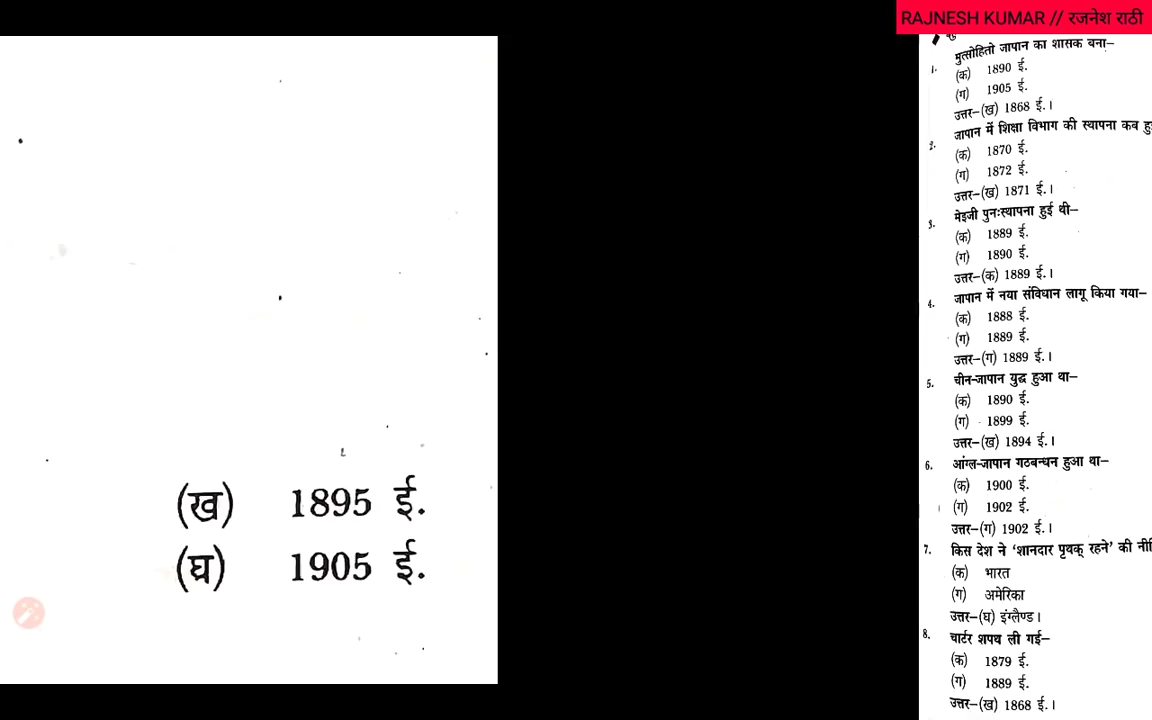 RAJNESH KUMAR // रजनेश राठी
(ख) 1895 ई.
(घ) 1905 ई.
1. मुत्सोहितो जापान का शासक बना–
(क) 1890 ई.
(ग) 1905 ई.
उत्तर–(ख) 1868 ई.।
2. जापान में शिक्षा विभाग की स्थापना कब
(क) 1870 ई.
(ग) 1872 ई.
उत्तर–(ख) 1871 ई.।
3. मेइजी पुनःस्थापना हुई थी–
(क) 1889 ई.
(ग) 1890 ई.
उत्तर–(क) 1889 ई.।
4. जापान में नया संविधान लागू किया गया–
(क) 1888 ई.
(ग) 1889 ई.
उत्तर–(ग) 1889 ई.।
5. चीन-जापान युद्ध हुआ था–
(क) 1890 ई.
(ग) 1899 ई.
उत्तर–(ख) 1894 ई.।
6. आंग्ल-जापान गठबन्धन हुआ था–
(क) 1900 ई.
(ग) 1902 ई.
उत्तर–(ग) 1902 ई.।
7. किस देश ने ‘शानदार पृथक् रहने’ की
(क) भारत
(ग) अमेरिका
उत्तर–(घ) इंग्लैण्ड।
8. चार्टर शपथ ली गई–
(क) 1879 ई.
(ग) 1889 ई.
उत्तर–(ख) 1868 ई.।